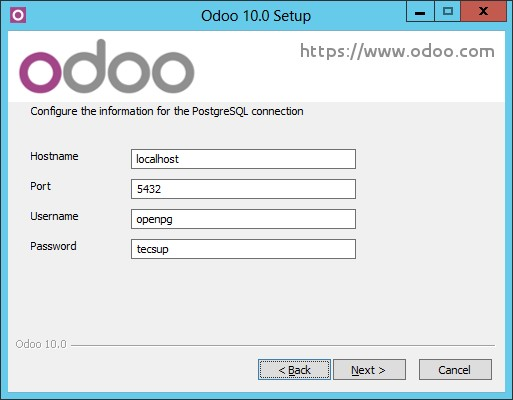 Odoo 10.0 Setup
odoo
https://www.odoo.com
Configure the information for the PostgreSQL connection
Hostname localhost
Port 5432
Username openpg
Password tecsup
Odoo 10.0
< Back Next > Cancel